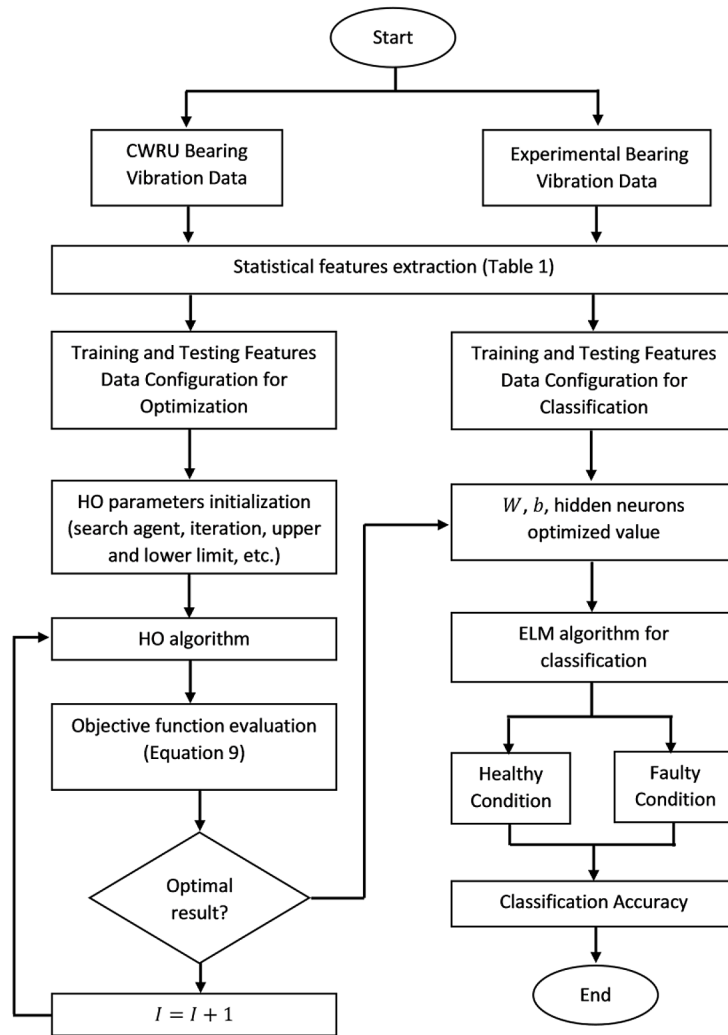 Start
CWRU Bearing
Vibration Data
Experimental Bearing
Vibration Data
Statistical features extraction (Table 1)
Training and Testing Features
Data Configuration for
Optimization
Training and Testing Features
Data Configuration for
Classification
HO parameters initialization
(search agent, iteration, upper
and lower limit, etc.)
W, b, hidden neurons
optimized value
HO algorithm
ELM algorithm for
classification
Objective function evaluation
(Equation 9)
Healthy
Condition
Faulty
Condition
Optimal
result?
Classification Accuracy
I = I + 1
End